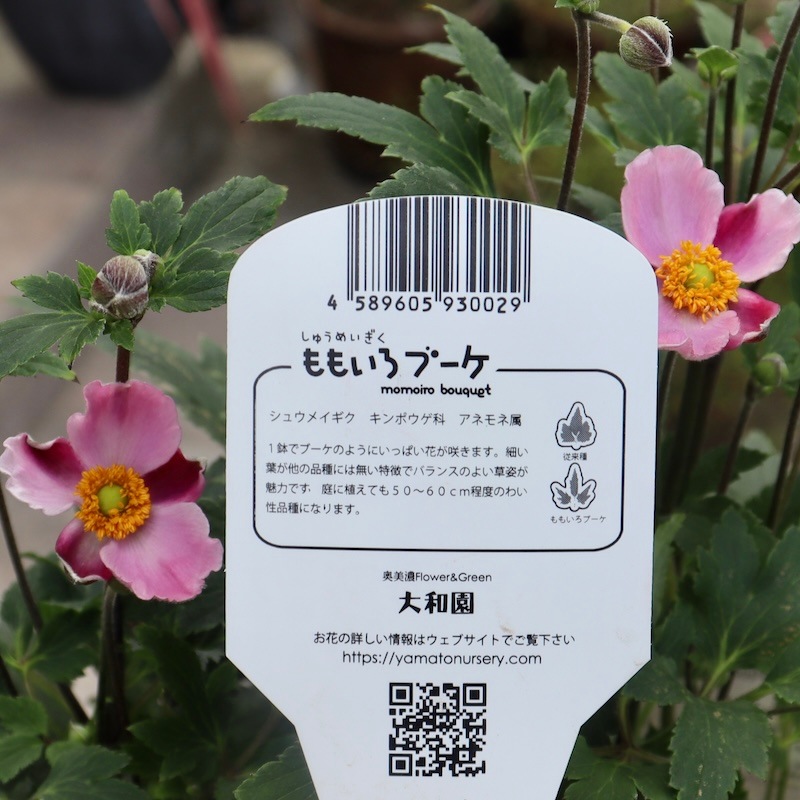 4 589605 930029
しゅうめいぎく
ももいろブーケ
momoiro bouquet
シュウメイギク キンポウゲ科 アネモネ属
１鉢でブーケのようにいっぱい花が咲きます。細い
葉が他の品種には無い特徴でバランスのよい草姿が
魅力です、庭に植えても５０〜６０ｃｍ程度のわい
性品種になります。
従来種
ももいろブーケ
奥美濃Flower&Green
大和園
お花の詳しい情報はウェブサイトでご覧下さい
https://yamatonursery.com